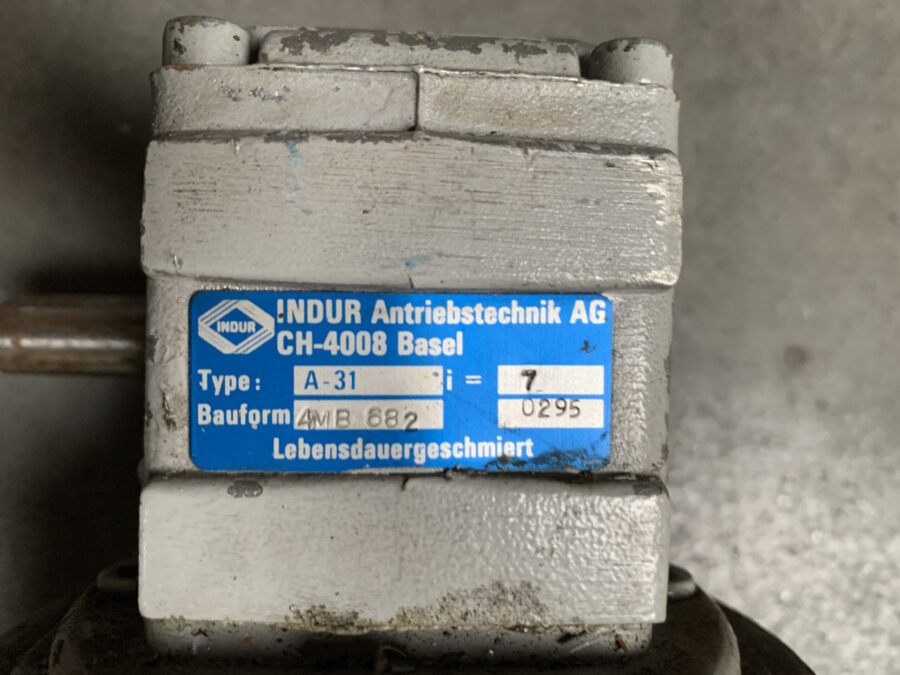 INDUR
INDUR Antriebstechnik AG
CH-4008 Basel
Type: A-31 i = 7
Bauform 4MB 682 0295
Lebensdauergeschmiert